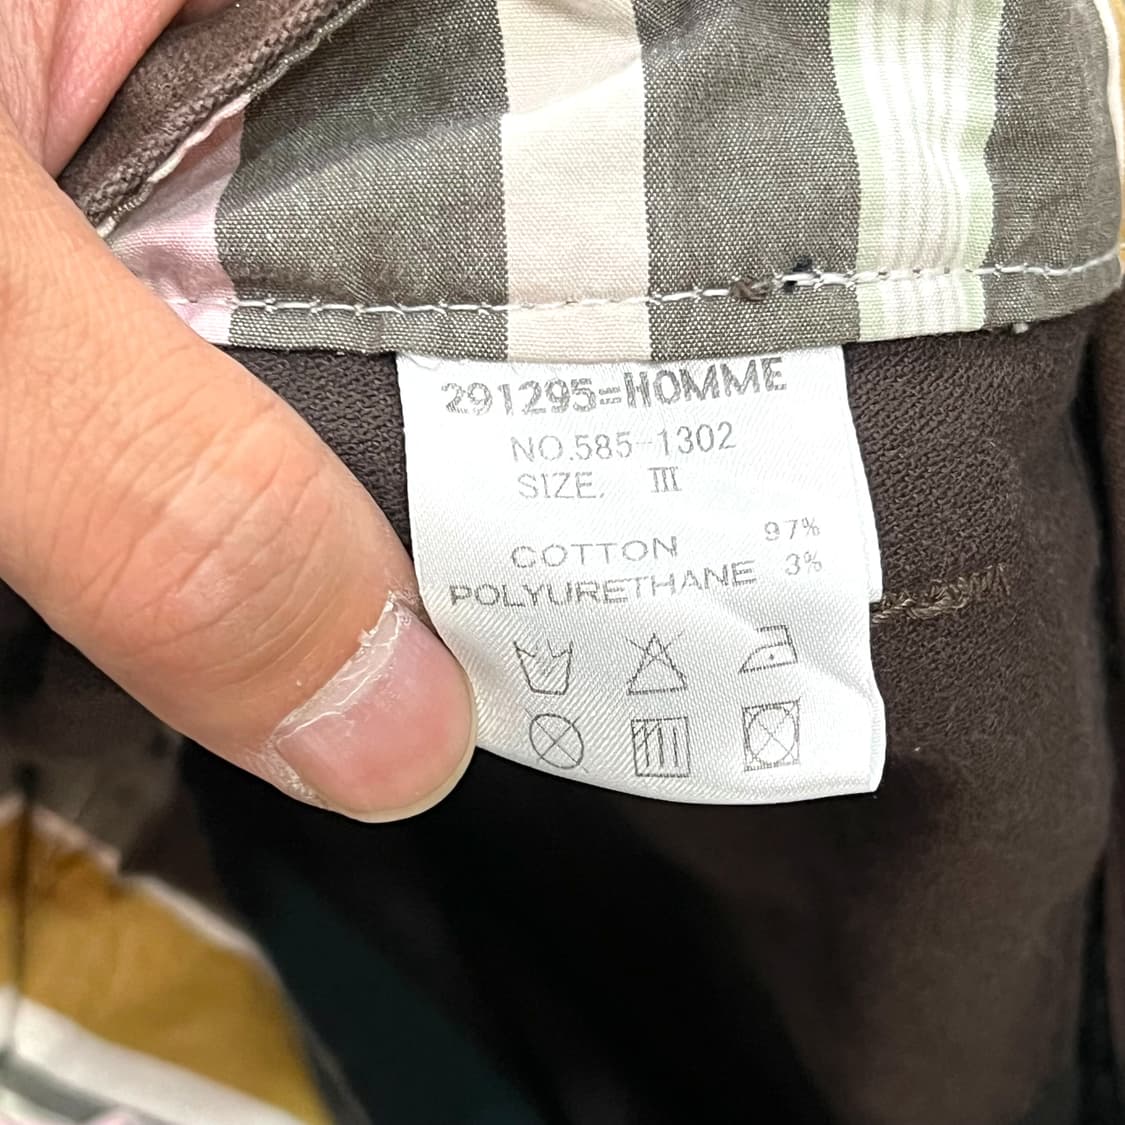 291295=HOMME
NO.585-1302
SIZE. III
COTTON 97%
POLYURETHANE 3%